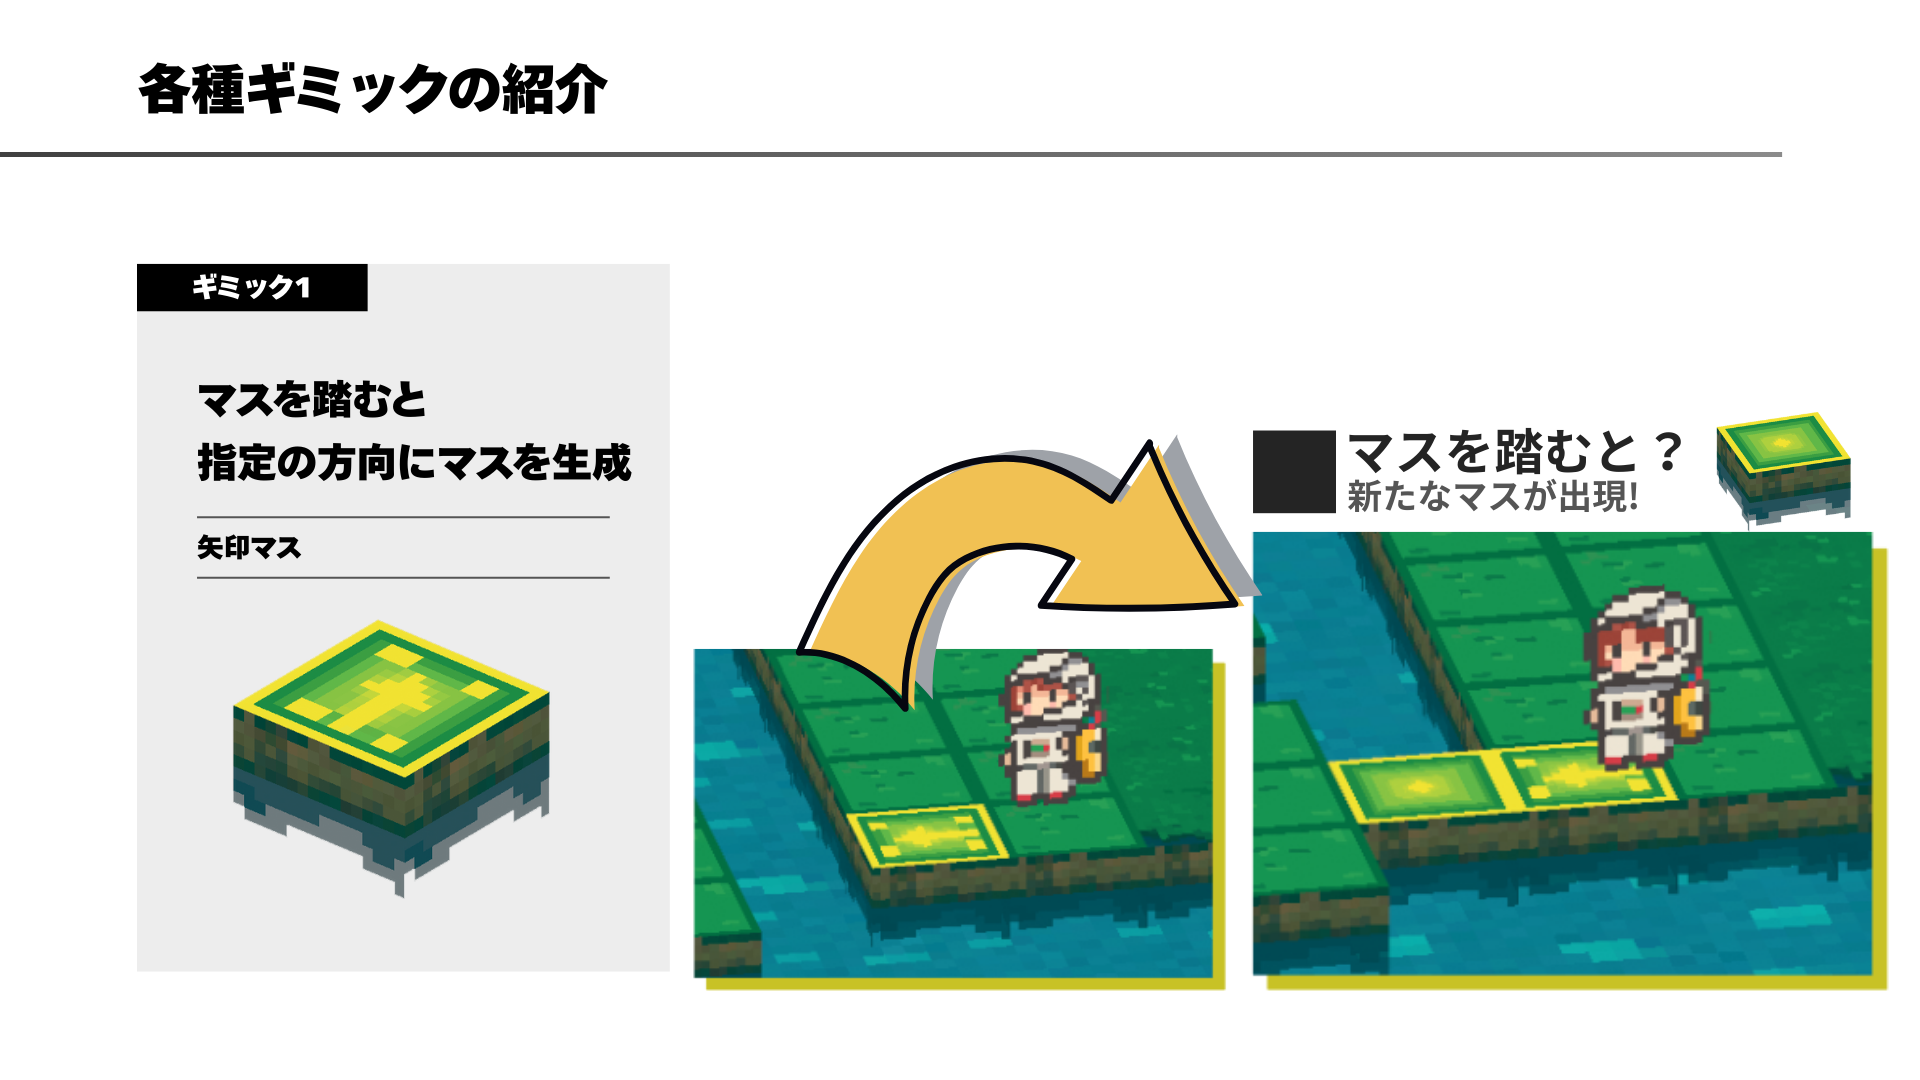 各種ギミックの紹介
ギミック1
マスを踏むと
指定の方向にマスを生成
矢印マス
マスを踏むと？
新たなマスが出現!